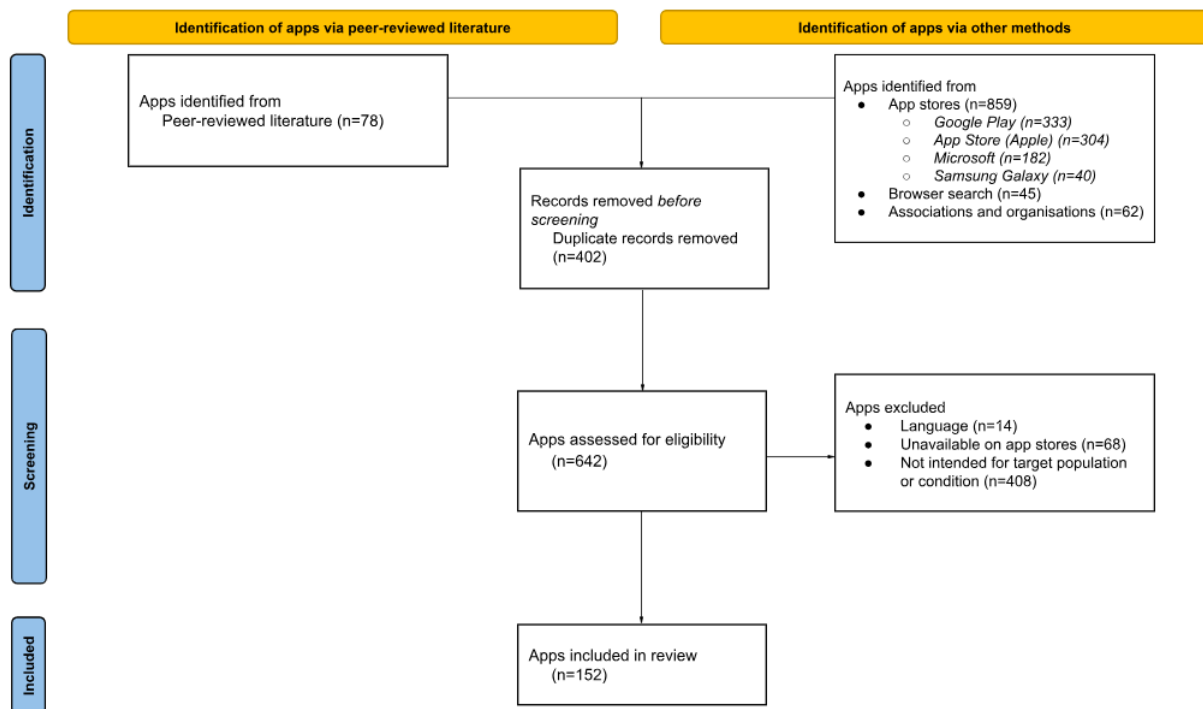 Identification of apps via peer-reviewed literature
Identification of apps via other methods
Identification
Apps identified from
Peer-reviewed literature (n=78)
Apps identified from
● App stores (n=859)
○ Google Play (n=333)
○ App Store (Apple) (n=304)
○ Microsoft (n=182)
○ Samsung Galaxy (n=40)
● Browser search (n=45)
● Associations and organisations (n=62)
Records removed before
screening
Duplicate records removed
(n=402)
Screening
Apps assessed for eligibility
(n=642)
Apps excluded
● Language (n=14)
● Unavailable on app stores (n=68)
● Not intended for target population
or condition (n=408)
Included
Apps included in review
(n=152)